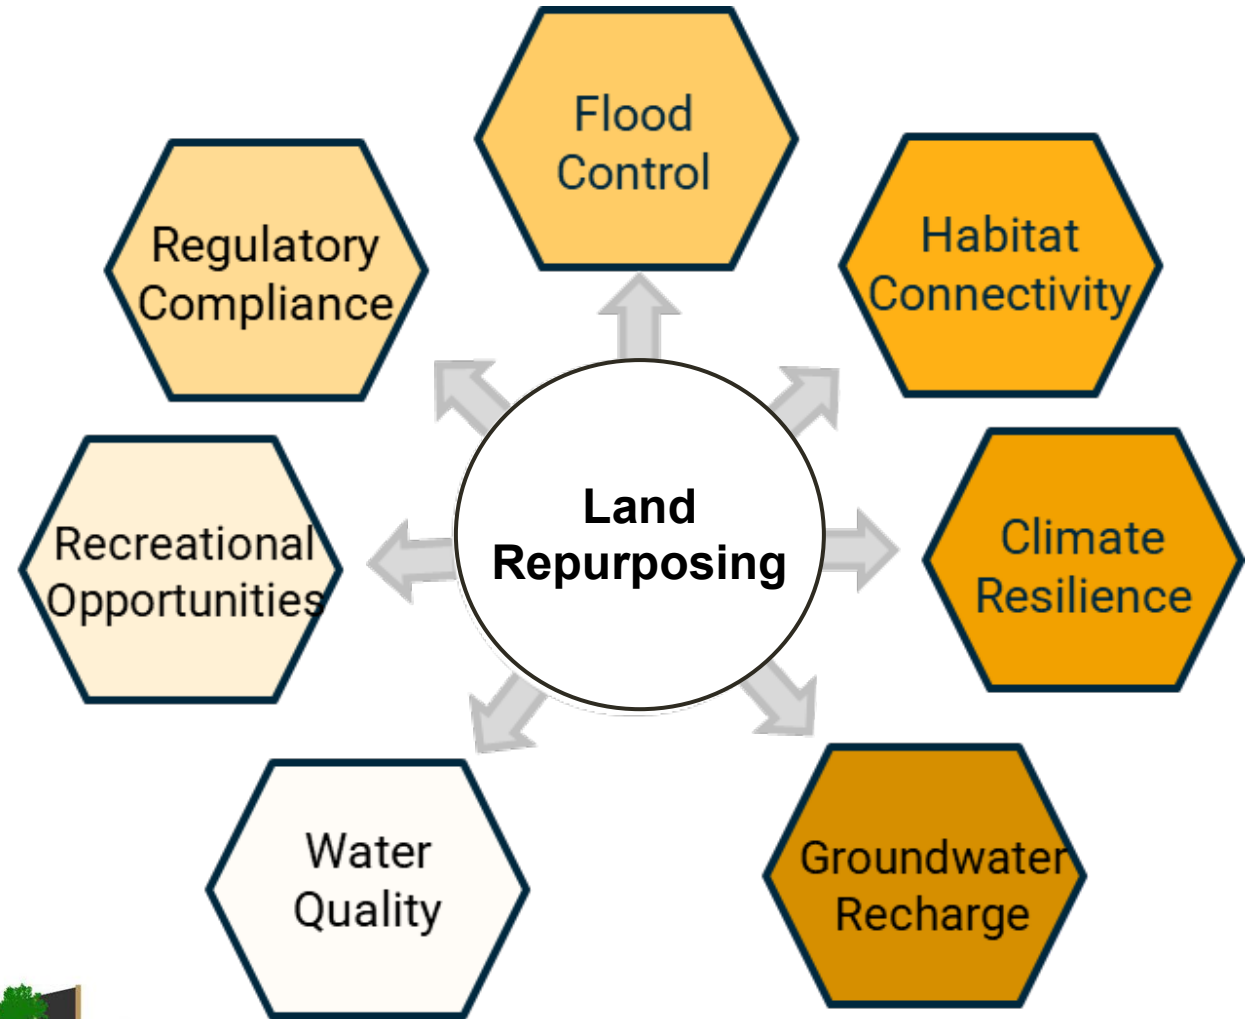 Flood
Control
Regulatory
Compliance
Habitat
Connectivity
Land
Repurposing
Recreational
Opportunities
Climate
Resilience
Water
Quality
Groundwater
Recharge